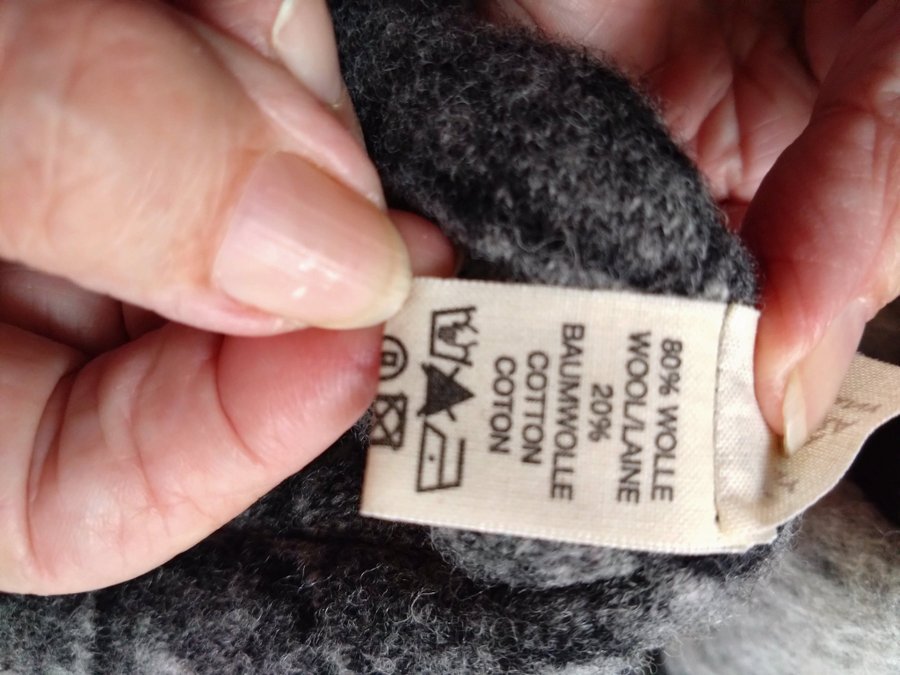 80% WOLLE
WOOL/LAINE
20%
BAUMWOLLE
COTTON
COTON
P